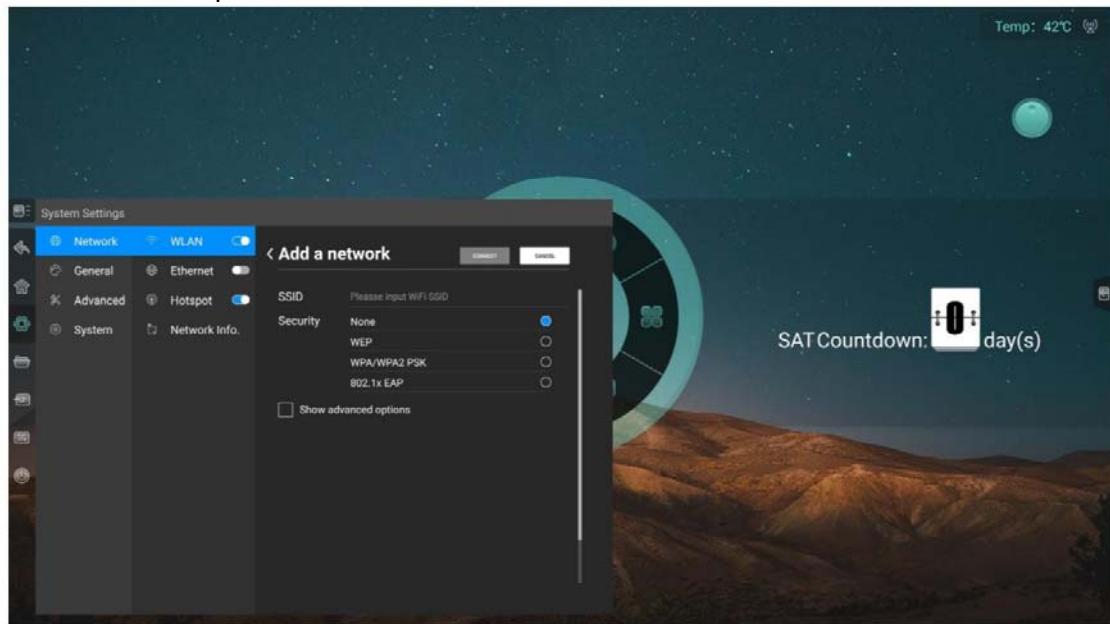 Temp: 42℃
System Settings
Network
General
Advanced
System
WLAN
Ethernet
Hotspot
Network Info.
< Add a network
CONNECT
CANCEL
SSID
Pleasse input WiFi SSID
Security
None
WEP
WPA/WPA2 PSK
802.1x EAP
Show advanced options
SAT Countdown: 0 day(s)